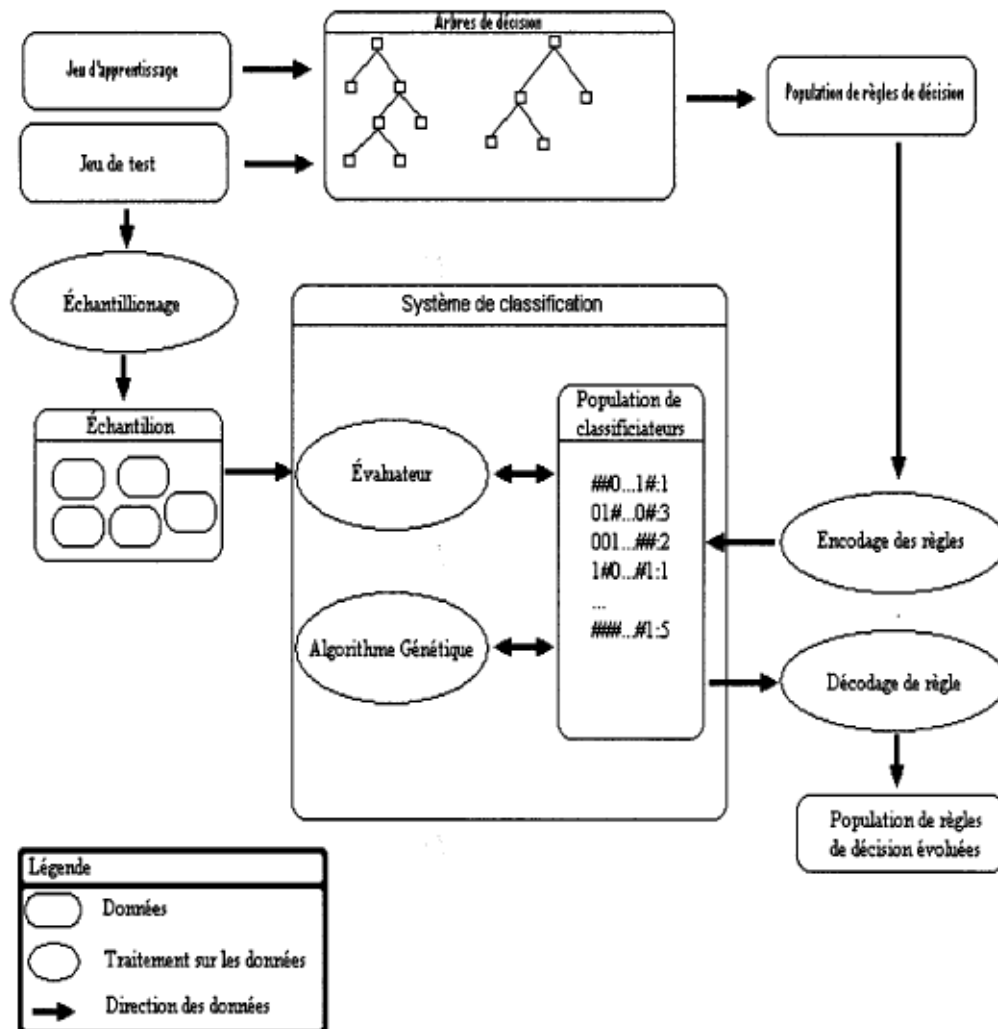 Arbres de décision
Jeu d'apprentissage
Population de règles de décision
Jeu de test
Échantillionage
Système de classification
Échantilion
Population de
classificiateurs
Évaluateur
##0...1#:1
01#...0#:3
001...##:2
1#0...#1:1
...
###...#1:5
Encodage des règles
Algorithme Génétique
Décodage de règle
Population de règles
de décision évoluées
Légende
Données
Traitement sur les données
Direction des données